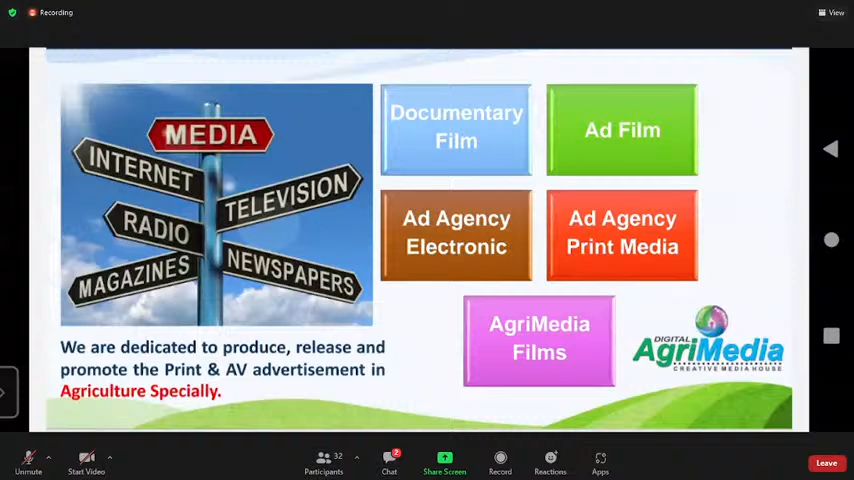 Recording
View
MEDIA
INTERNET
TELEVISION
RADIO
MAGAZINES
NEWSPAPERS
Documentary
Film
Ad Film
Ad Agency
Electronic
Ad Agency
Print Media
AgriMedia
Films
We are dedicated to produce, release and
promote the Print & AV advertisement in
Agriculture Specially.
DIGITAL
AgriMedia
CREATIVE MEDIA HOUSE
Unmute
Start Video
32
Participants
2
Chat
Share Screen
Record
Reactions
Apps
Leave